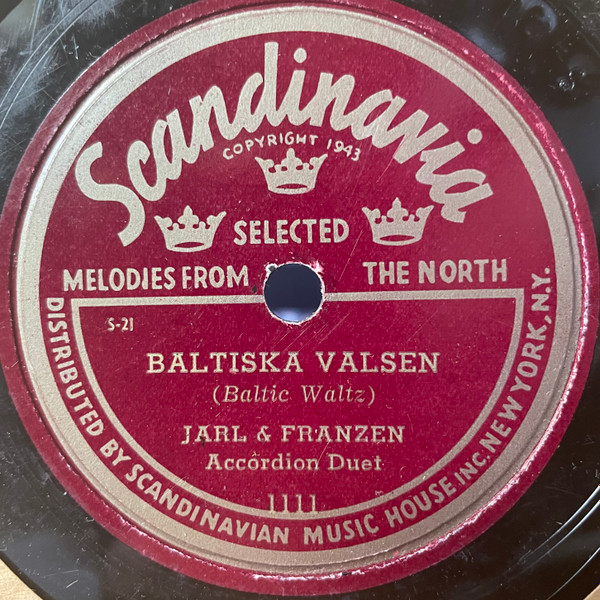 Scandinavia
COPYRIGHT 1943
SELECTED
MELODIES FROM THE NORTH
S-21
BALTISKA VALSEN
(Baltic Waltz)
JARL & FRANZEN
Accordion Duet
1111
DISTRIBUTED BY SCANDINAVIAN MUSIC HOUSE INC. NEW YORK, N.Y.